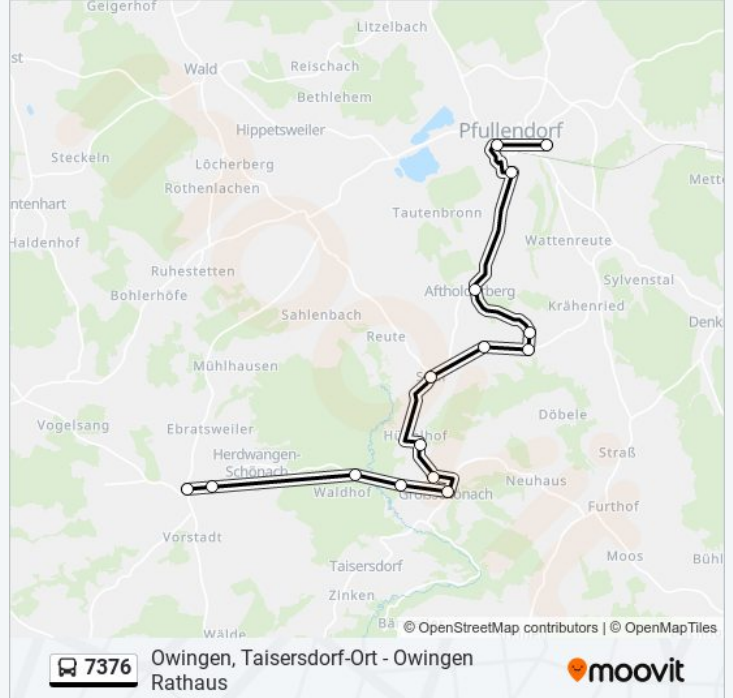 Geigerhof
Litzelbach
st
Wald
Reischach
Bethlehem
Hippetsweiler
Pfullendorf
Steckeln
Löcherberg
Rothenlachen
Mett
ntenhart
Tautenbronn
Haldenhof
Wattenreute
Ruhestetten
Sylvenstal
Bohlerhöfe
Krähenried
Sahlenbach
Denk
Reute
Mühlhausen
Döbele
Vogelsang
Ebratsweiler
Straß
Herdwangen-
Schönach
Neuhaus
Waldhof
Furthof
Vorstadt
Moos
Bühl
Taisersdorf
Zinken
Bä
© OpenStreetMap contributors | © OpenMapTiles
Wälde
7376
Owingen, Taisersdorf-Ort - Owingen
Rathaus
moovit